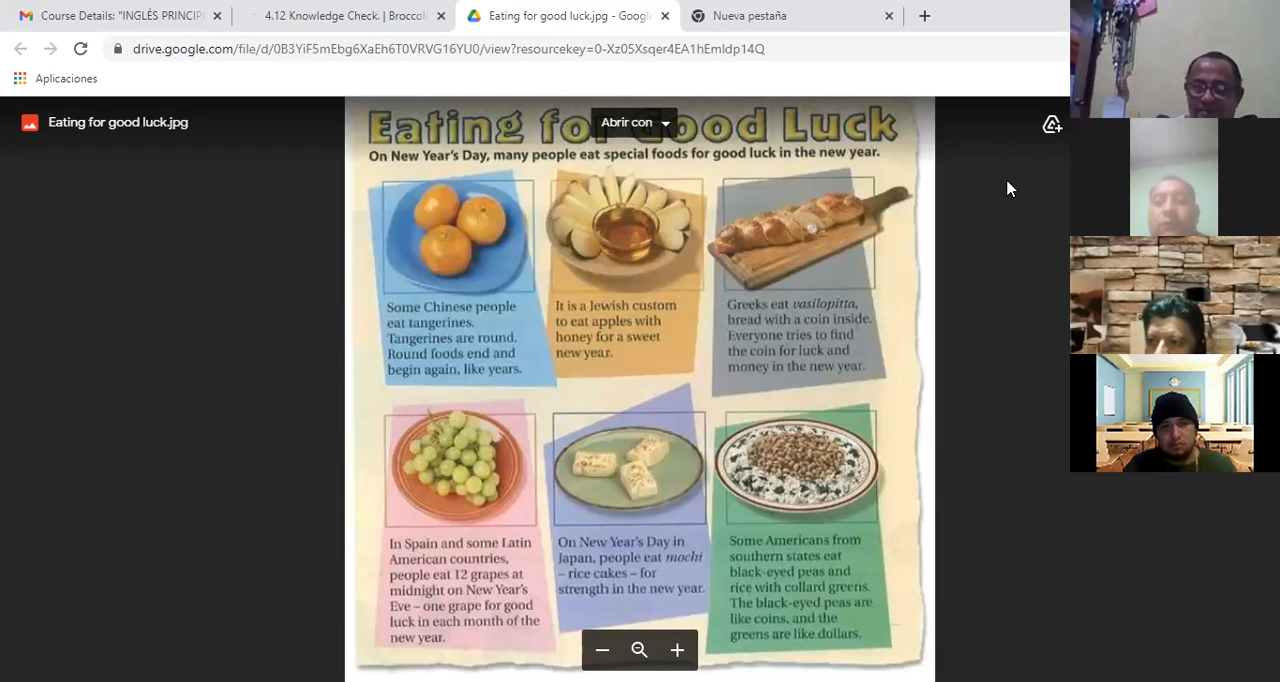 Course Details: "INGLÉS PRINCIP
4.12 Knowledge Check. | Broccol
Eating for good luck.jpg - Google
Nueva pestaña
drive.google.com/file/d/0B3YiF5mEbg6XaEh6T0VRVG16YU0/view?resourcekey=0-Xz05Xsqer4EA1hEmIdp14Q
Aplicaciones
Eating for good luck.jpg
Abrir con
Eating for Good Luck
On New Year's Day, many people eat special foods for good luck in the new year.
Some Chinese people
eat tangerines.
Tangerines are round.
Round foods end and
begin again, like years.
It is a Jewish custom
to eat apples with
honey for a sweet
new year.
Greeks eat vasilopitta,
bread with a coin inside.
Everyone tries to find
the coin for luck and
money in the new year.
In Spain and some Latin
American countries,
people eat 12 grapes at
midnight on New Year's
Eve – one grape for good
luck in each month of the
new year.
On New Year's Day in
Japan, people eat mochi
– rice cakes – for
strength in the new year.
Some Americans from
southern states eat
black-eyed peas and
rice with collard greens.
The black-eyed peas are
like coins, and the
greens are like dollars.